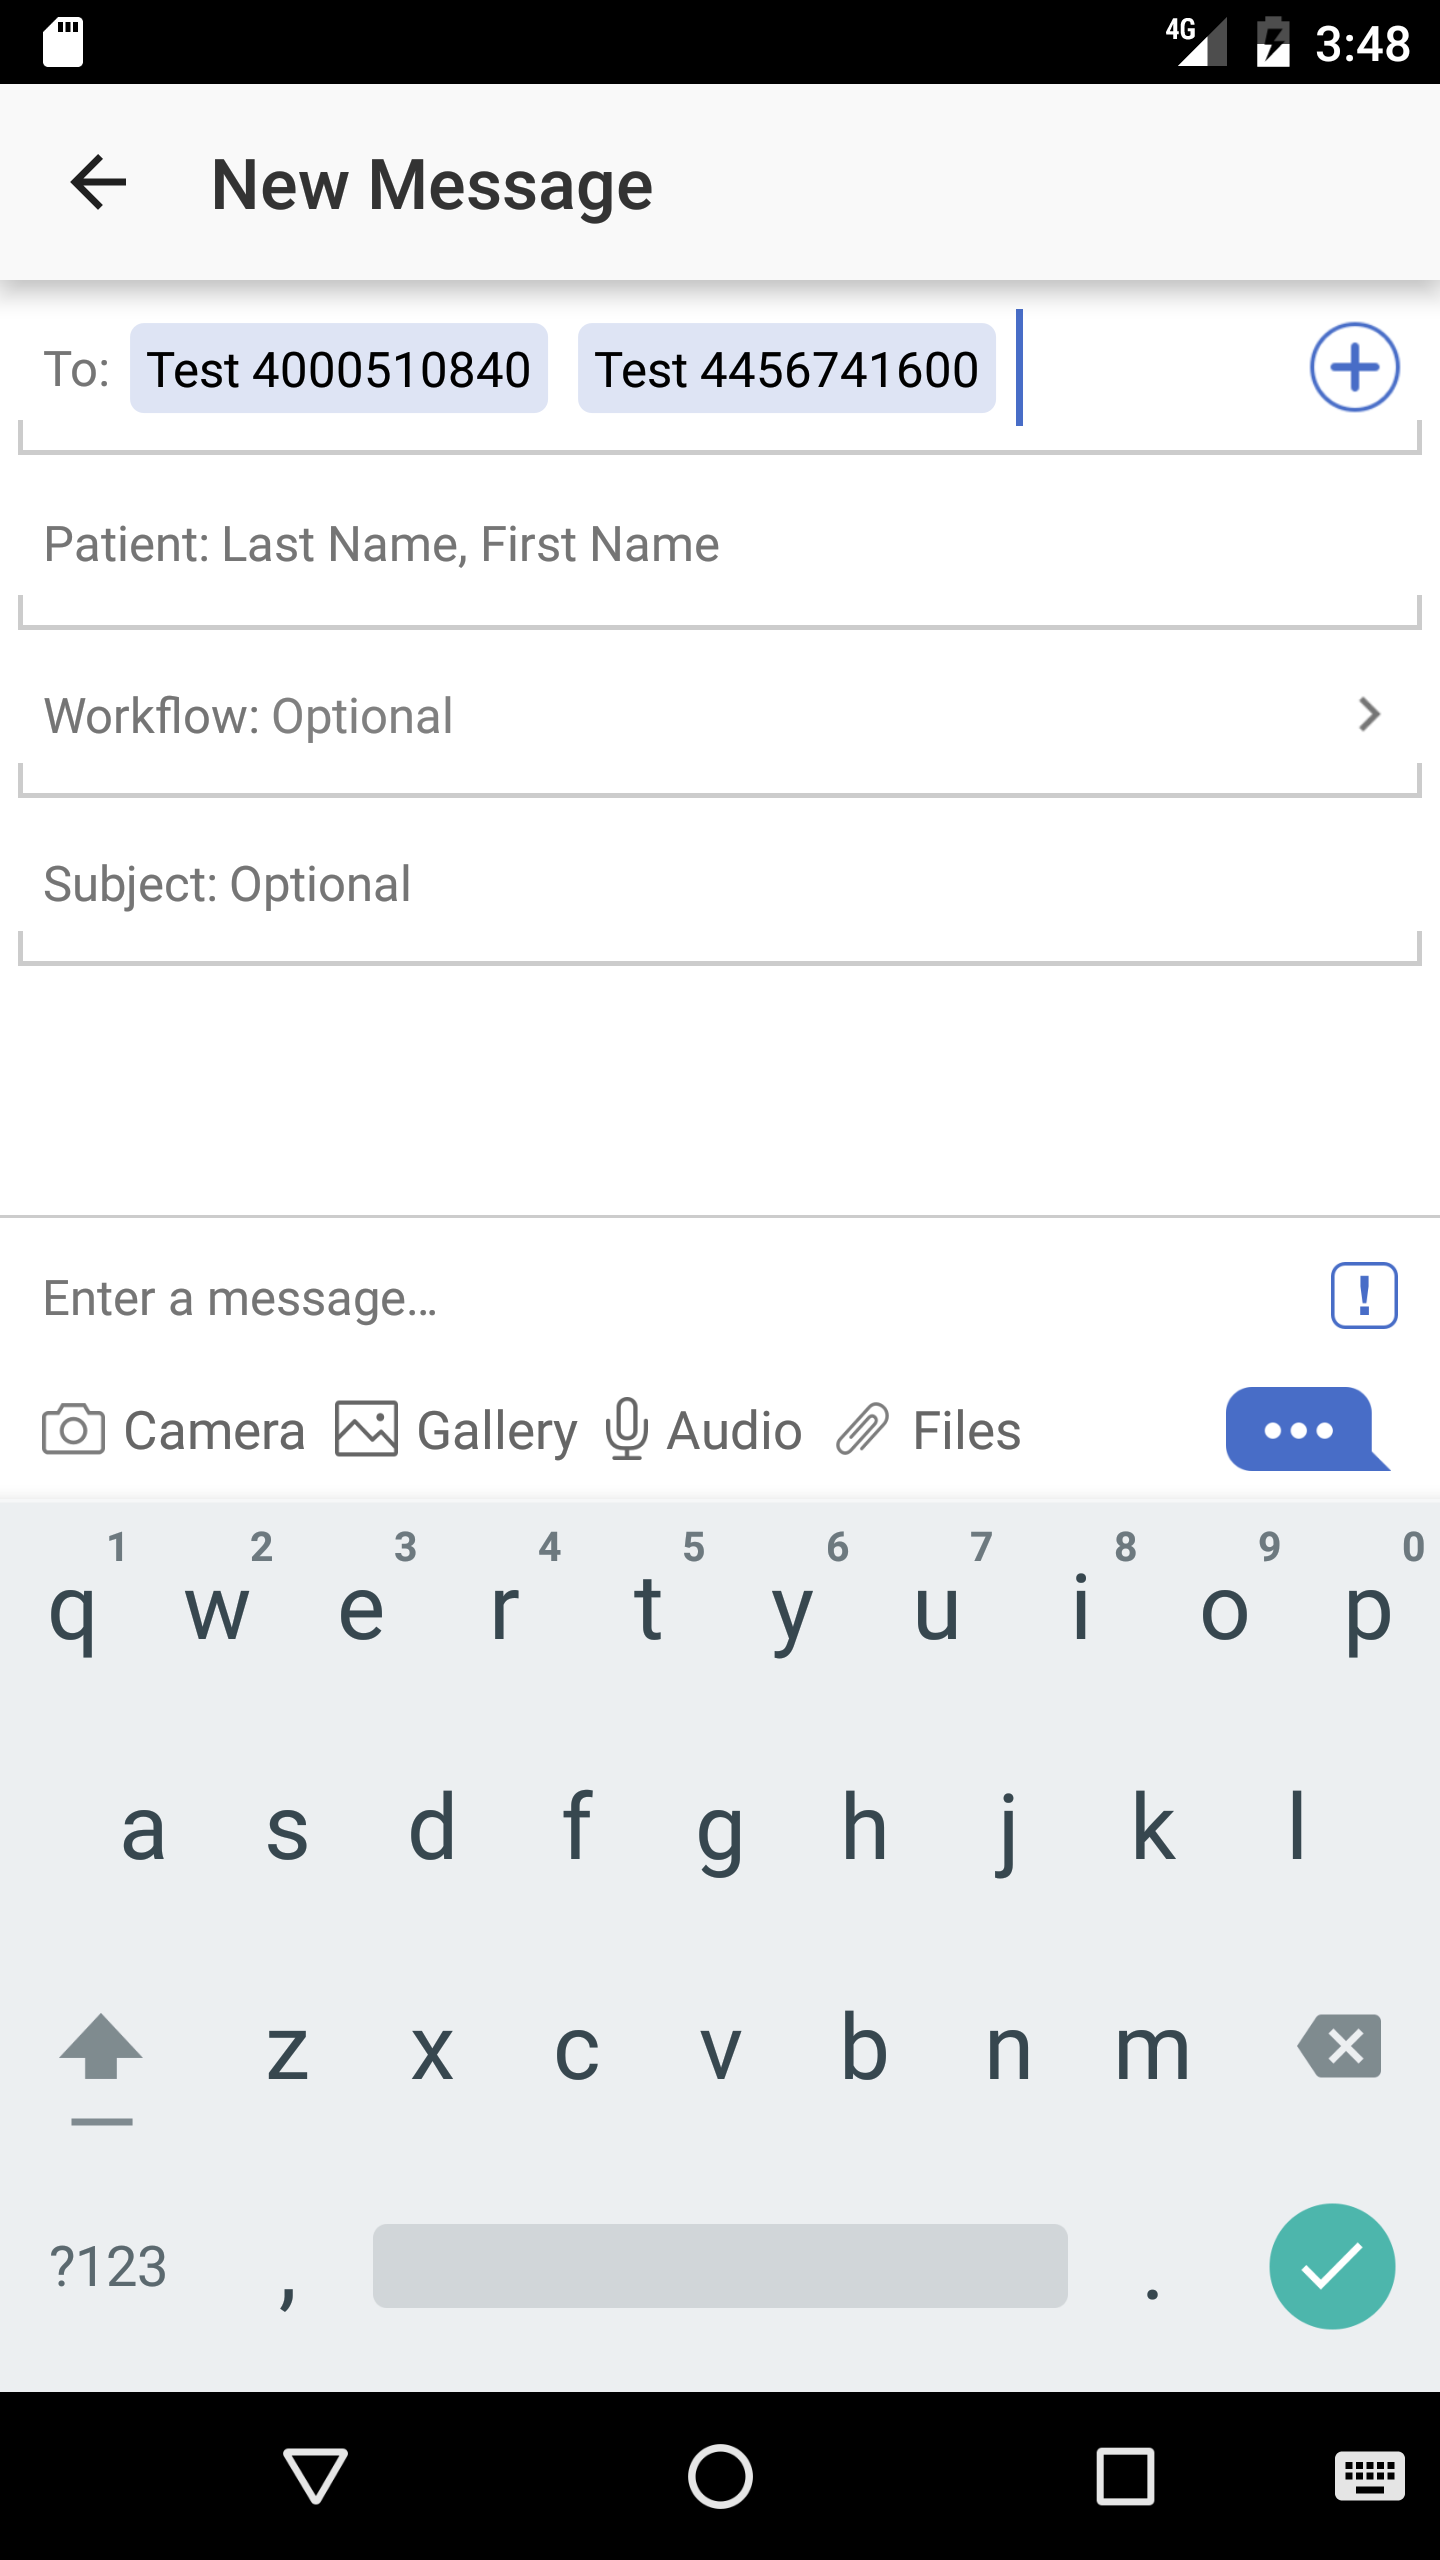 4G 3:48
New Message
To: Test 4000510840 Test 4456741600
Patient: Last Name, First Name
Workflow: Optional
Subject: Optional
Enter a message...
Camera Gallery Audio Files
1 2 3 4 5 6 7 8 9 0
q w e r t y u i o p
a s d f g h j k l
z x c v b n m
?123 , .